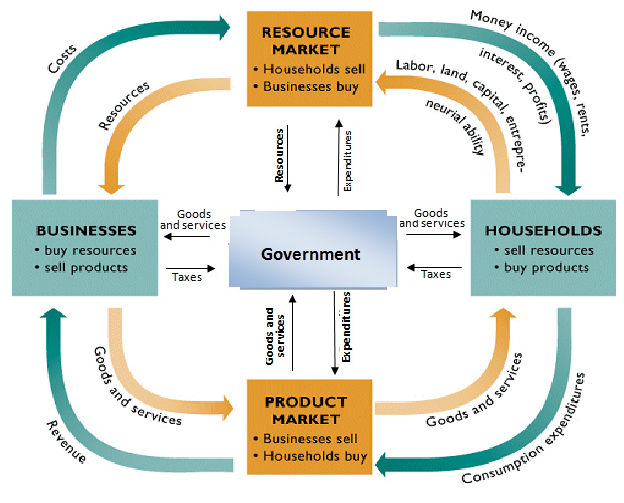 Costs
Resources
RESOURCE
MARKET
• Households sell
• Businesses buy
Money income (wages, rents,
interest, profits)
Labor, land, capital, entrepre-
neurial ability
Resources
Expenditures
BUSINESSES
• buy resources
• sell products
Goods
and services
Taxes
Government
Goods
and services
Taxes
HOUSEHOLDS
• sell resources
• buy products
Goods and
services
Expenditures
Goods and services
Revenue
PRODUCT
MARKET
• Businesses sell
• Households buy
Goods and services
Consumption expenditures